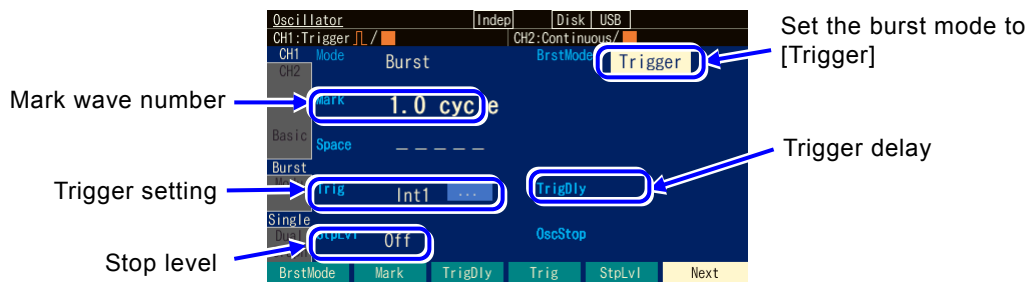 Oscillator Indep Disk USB
CH1:Trigger / CH2:Continuous/
CH1 Mode Burst BrstMode Trigger
CH2
Set the burst mode to
[Trigger]
Mark wave number
Mark 1.0 cycle
Basic
Space _ _ _ _ _
Trigger delay
Burst
Trigger setting
Trig Int1 ... TrigDly
Single
Dual
StpLvl Off OscStop
Stop level
BrstMode Mark TrigDly Trig StpLvl Next